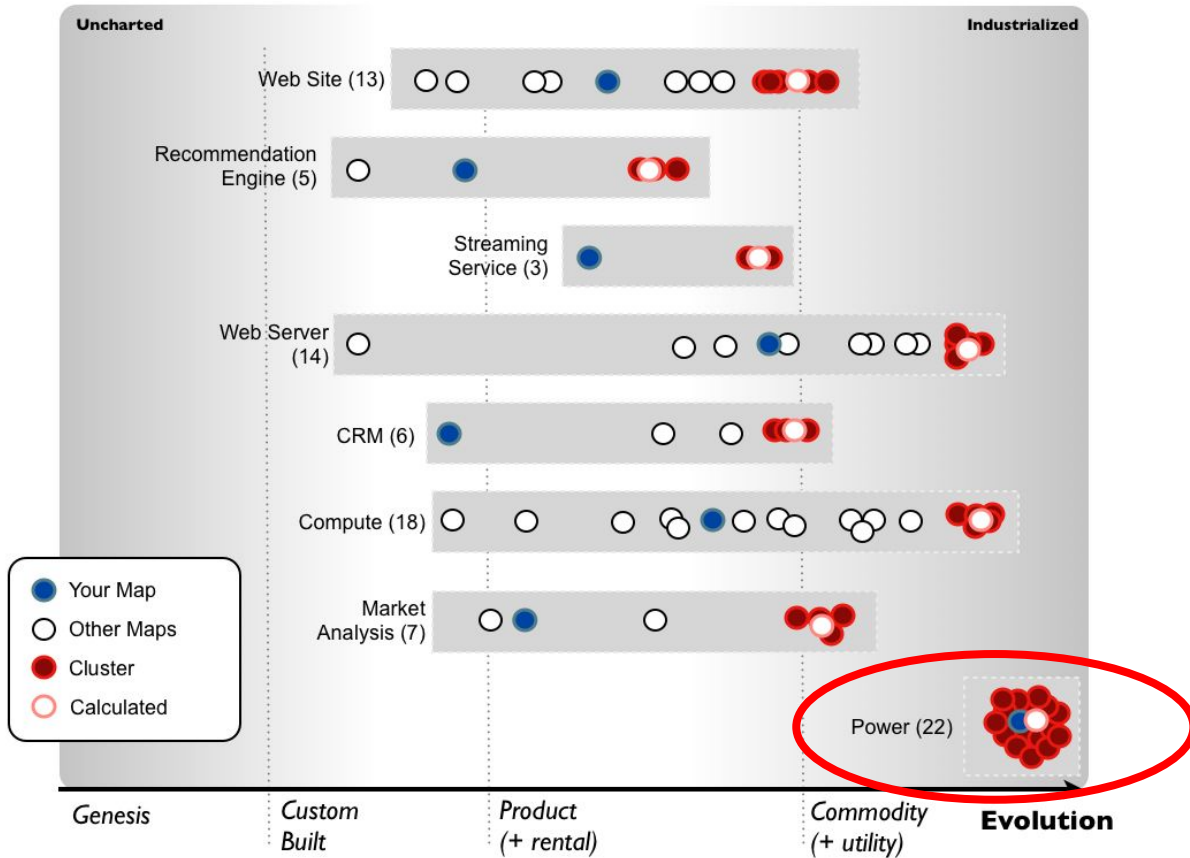 Uncharted
Industrialized
Web Site (13)
Recommendation
Engine (5)
Streaming
Service (3)
Web Server
(14)
CRM (6)
Compute (18)
Your Map
Other Maps
Cluster
Calculated
Market
Analysis (7)
Power (22)
Genesis
Custom
Built
Product
(+ rental)
Commodity
(+ utility)
Evolution